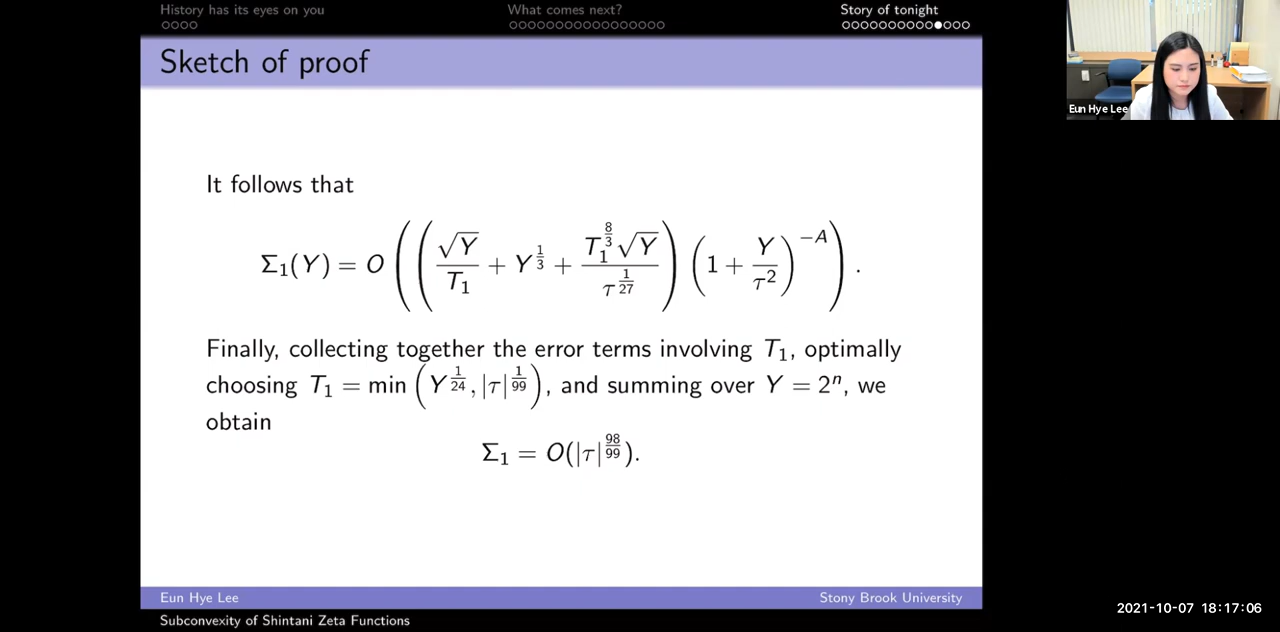 History has its eyes on you What comes next? Story of tonight
Sketch of proof
Eun Hye Lee
It follows that
Σ₁(Y) = O((√Y/T₁ + Y^{1/3} + T₁^{8/3}√Y/τ^{1/27})(1 + Y/τ²)^{−A}).
Finally, collecting together the error terms involving T₁, optimally
choosing T₁ = min(Y^{1/24}, |τ|^{1/99}), and summing over Y = 2ⁿ, we
obtain
Σ₁ = O(|τ|^{98/99}).
Eun Hye Lee Stony Brook University
Subconvexity of Shintani Zeta Functions
2021-10-07 18:17:06